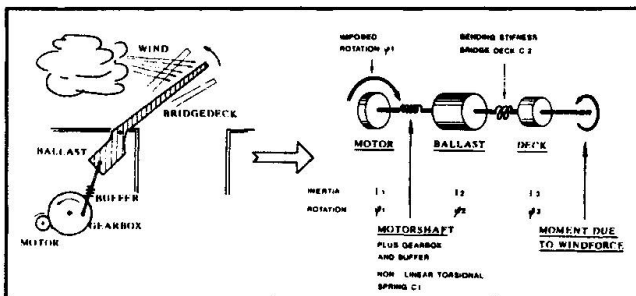 WIND
BRIDGEDECK
BALLAST
BUFFER
GEARBOX
MOTOR
IMPOSED
ROTATION φ1
BENDING STIFNESS
BRIDGE DECK C2
MOTOR
BALLAST
DECK
INERTIA I1 I2 I3
ROTATION φ1 φ2 φ3
MOTORSHAFT
PLUS GEARBOX
AND BUFFER
NON LINEAR TORSIONAL
SPRING C1
MOMENT DUE
TO WINDFORCE